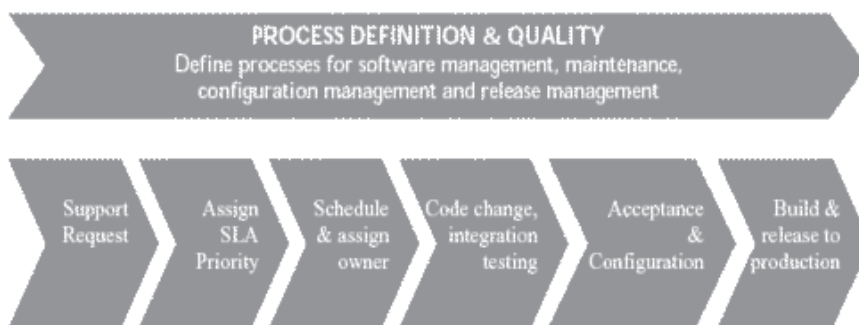 PROCESS DEFINITION & QUALITY
Define processes for software management, maintenance,
configuration management and release management
Support
Request
Assign
SLA
Priority
Schedule
& assign
owner
Code change,
integration
testing
Acceptance
&
Configuration
Build &
release to
production